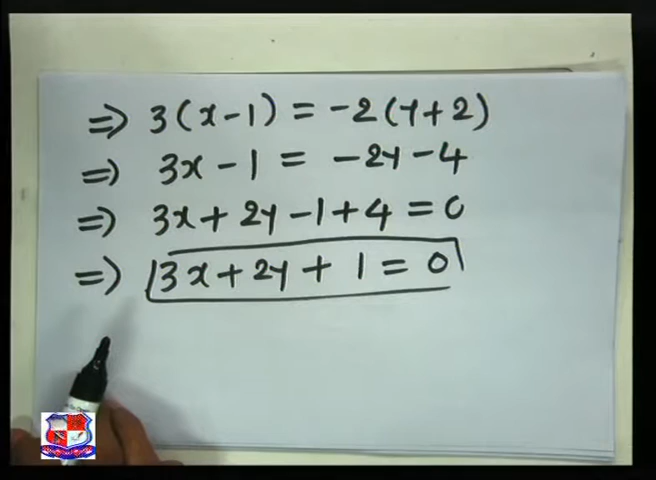 ⇒ 3(x-1) = -2(y+2)
⇒ 3x - 1 = -2y - 4
⇒ 3x + 2y - 1 + 4 = 0
⇒ 3x + 2y + 1 = 0